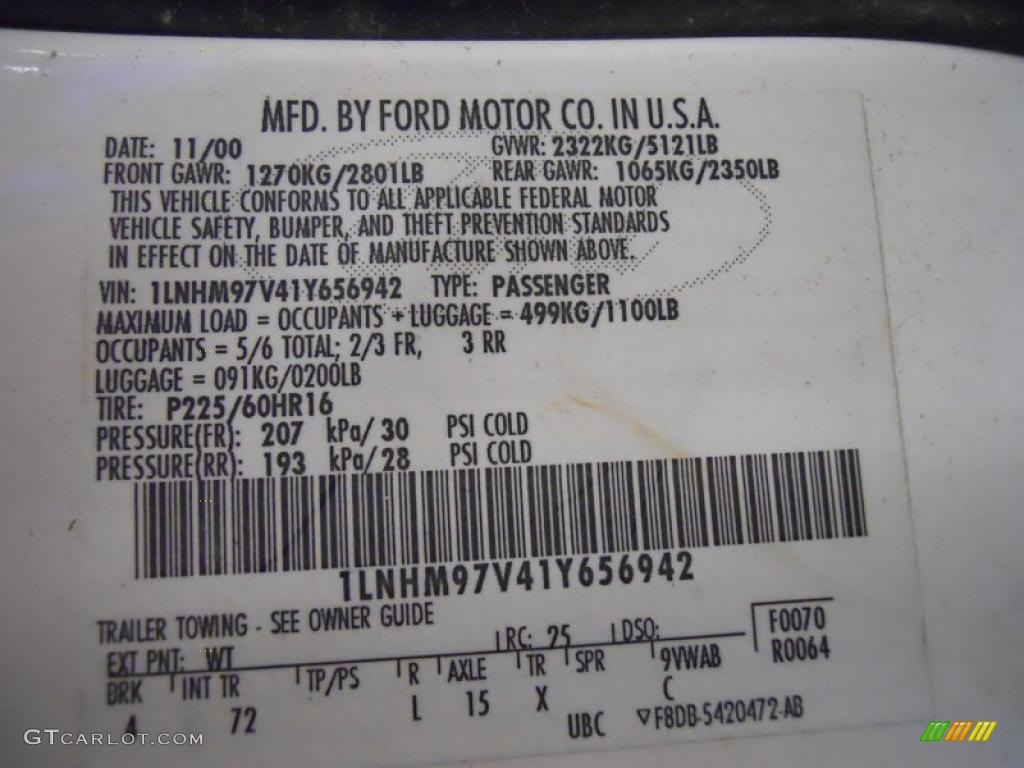 MFD. BY FORD MOTOR CO. IN U.S.A.
DATE: 11/00 GVWR: 2322KG/5121LB
FRONT GAWR: 1270KG/2801LB REAR GAWR: 1065KG/2350LB
THIS VEHICLE CONFORMS TO ALL APPLICABLE FEDERAL MOTOR
VEHICLE SAFETY, BUMPER, AND THEFT PREVENTION STANDARDS
IN EFFECT ON THE DATE OF MANUFACTURE SHOWN ABOVE.
VIN: 1LNHM97V41Y656942 TYPE: PASSENGER
MAXIMUM LOAD = OCCUPANTS + LUGGAGE = 499KG/1100LB
OCCUPANTS = 5/6 TOTAL; 2/3 FR, 3 RR
LUGGAGE = 091KG/0200LB
TIRE: P225/60HR16
PRESSURE(FR): 207 kPa/30 PSI COLD
PRESSURE(RR): 193 kPa/28 PSI COLD
1LNHM97V41Y656942
TRAILER TOWING - SEE OWNER GUIDE
EXT PNT: WT RC: 25 DSO: F0070
R0064
BRK INT TR TP/PS R AXLE TR SPR 9VWAB
4 72 L 15 X C
UBC ▽F8DB-5420472-AB
GTCARLOT.COM